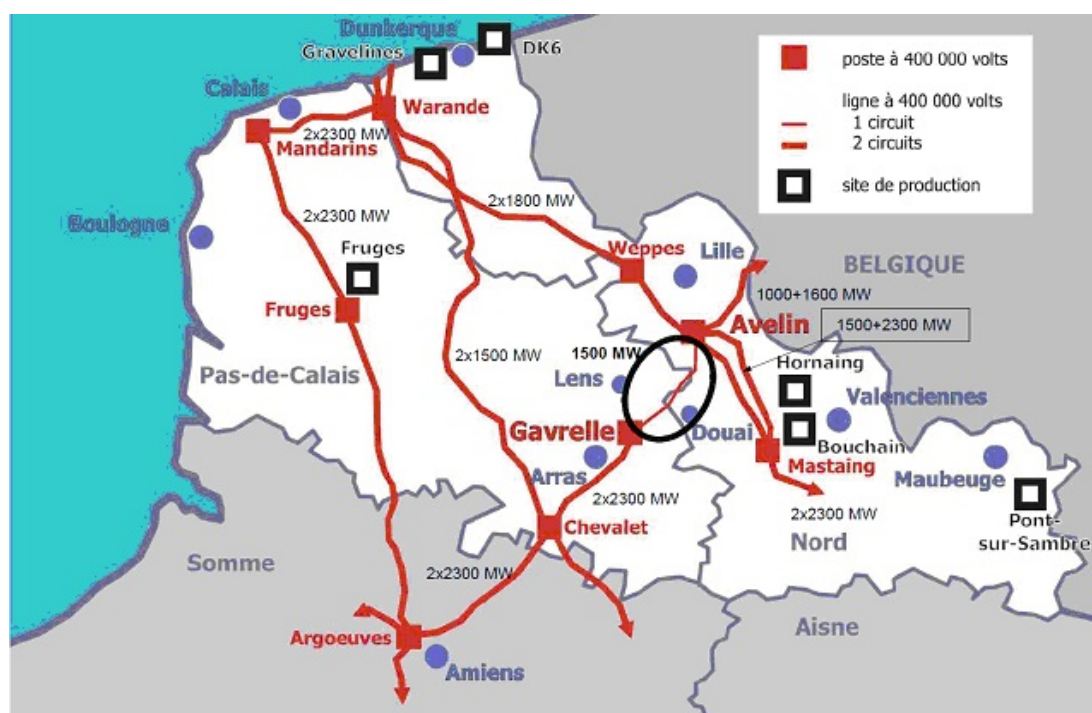 Dunkerque
Gravelines
DK6
Calais
Warande
2x2300 MW
Mandarins
2x2300 MW
2x1800 MW
Boulogne
Fruges
Weppes
Lille
BELGIQUE
1000+1600 MW
Fruges
Avelin
1500+2300 MW
2x1500 MW
1500 MW
Hornaing
Pas-de-Calais
Lens
Valenciennes
Gavrelle
Douai
Bouchain
Arras
Mastaing
Maubeuge
2x2300 MW
2x2300 MW
Chevalet
Nord
Pont-
sur-Sambre
Somme
2x2300 MW
Argoeuves
Aisne
Amiens
poste à 400 000 volts
ligne à 400 000 volts
1 circuit
2 circuits
site de production